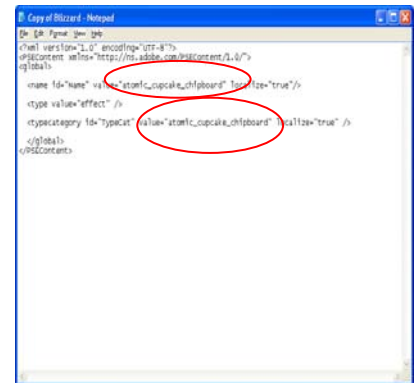 Copy of Blizzard - Notepad
File Edit Format View Help
<?xml version="1.0" encoding="UTF-8"?>
<PSEContent xmlns="http://ns.adobe.com/PSEContent/1.0/">
<global>
<name id="Name" value="atomic_cupcake_chipboard" localize="true"/>
<type value="effect" />
<typecategory id="TypeCat" value="atomic_cupcake_chipboard" localize="true" />
</global>
</PSEContent>